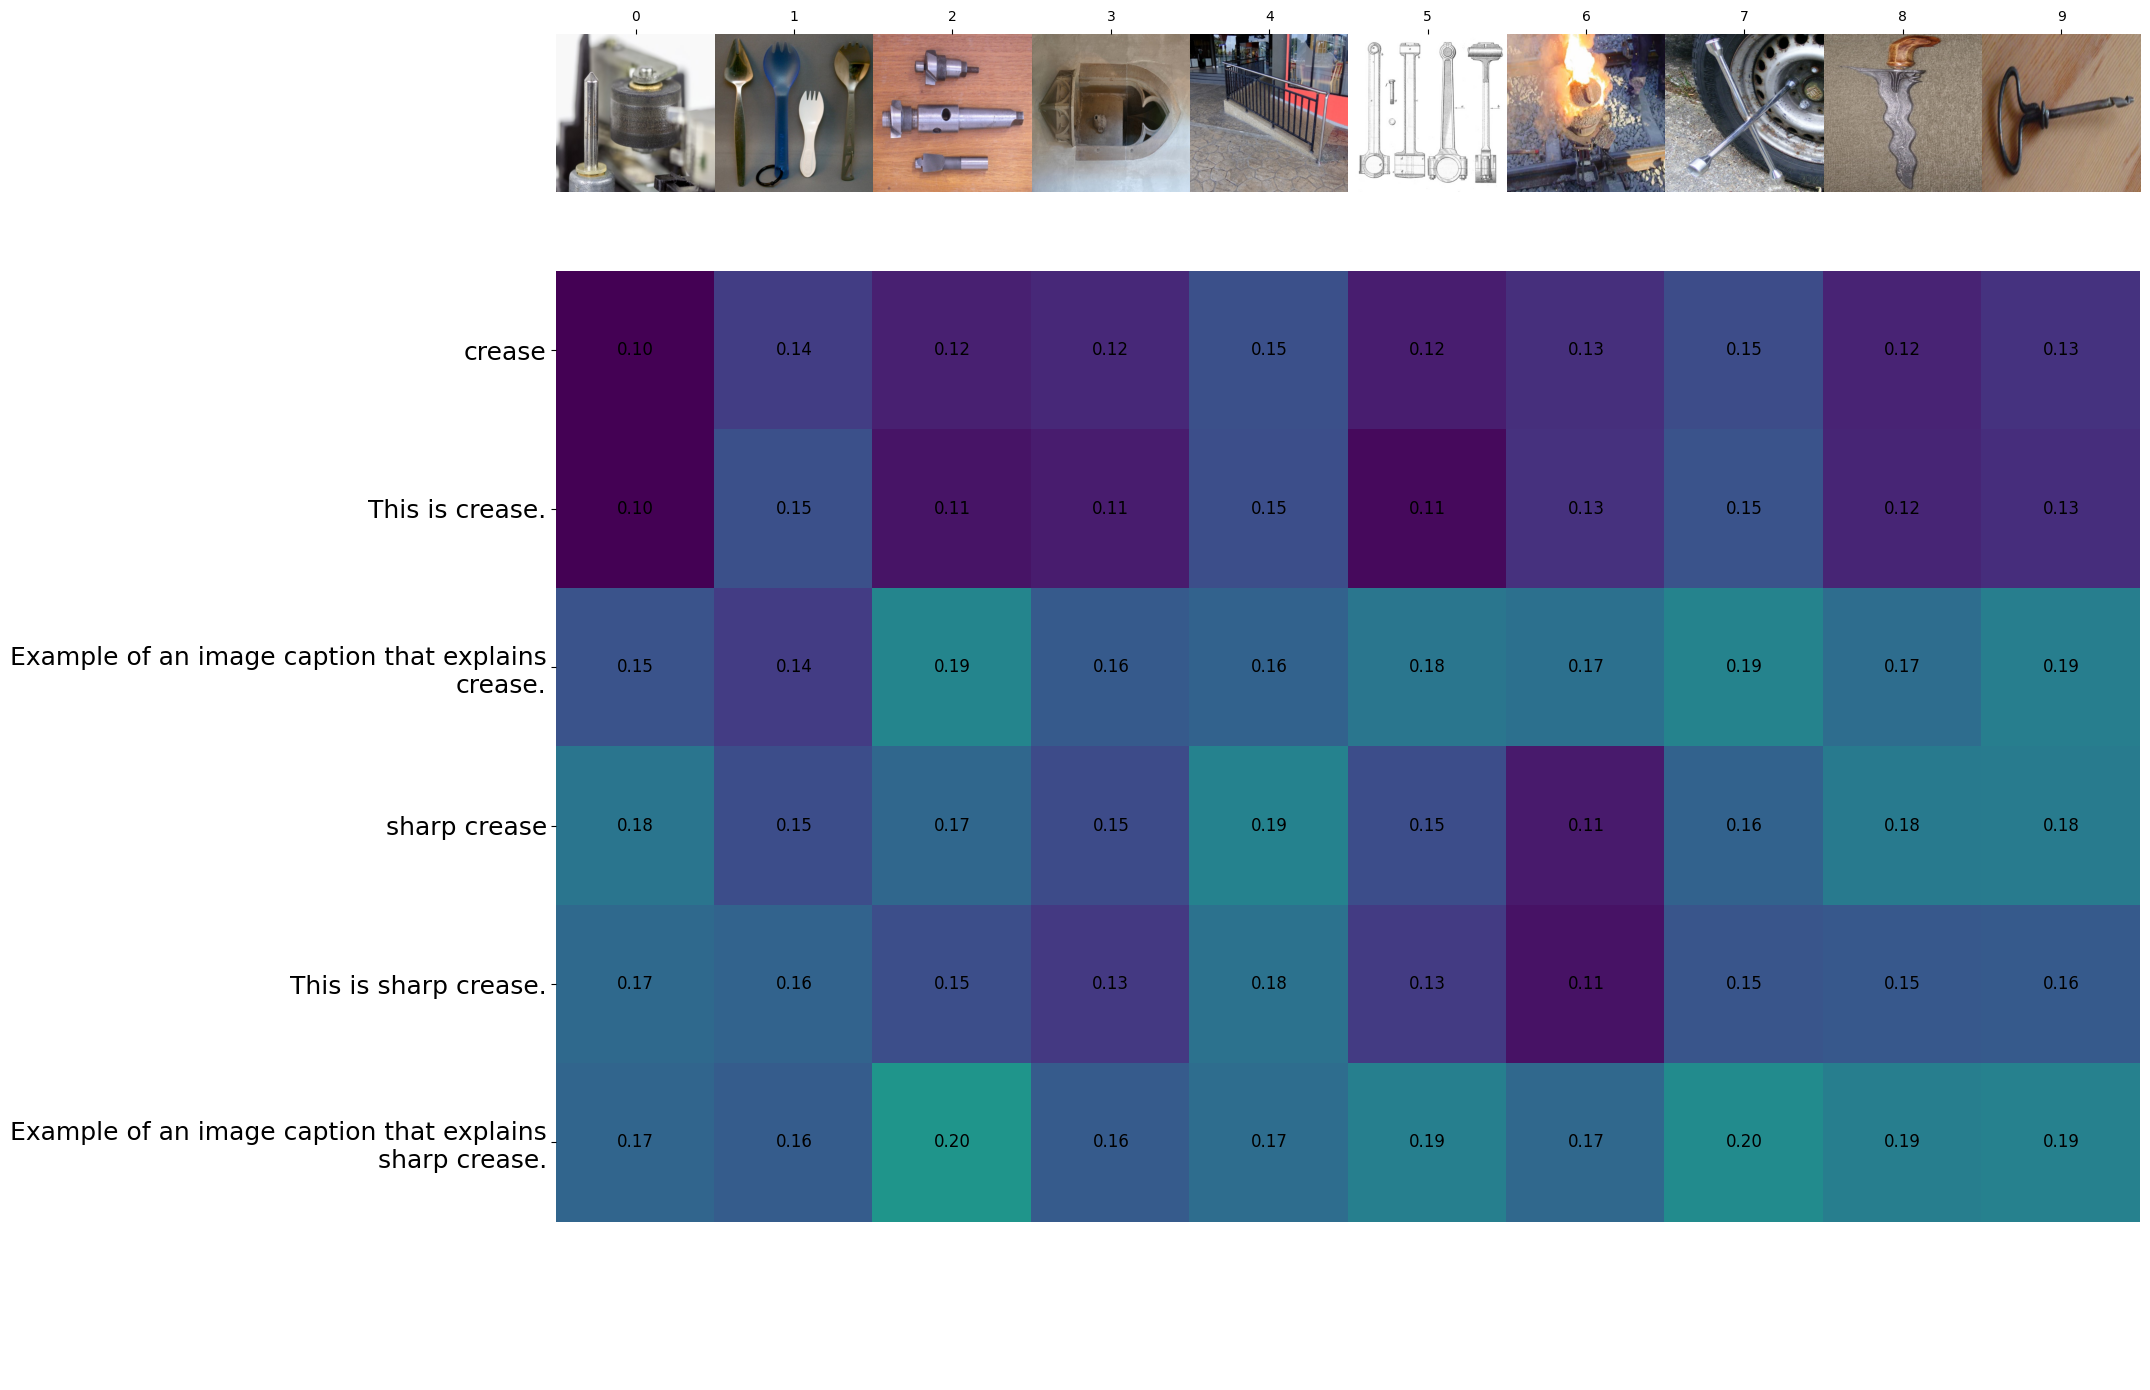 0 1 2 3 4 5 6 7 8 9
crease 0.10 0.14 0.12 0.12 0.15 0.12 0.13 0.15 0.12 0.13
This is crease. 0.10 0.15 0.11 0.11 0.15 0.11 0.13 0.15 0.12 0.13
Example of an image caption that explains
crease. 0.15 0.14 0.19 0.16 0.16 0.18 0.17 0.19 0.17 0.19
sharp crease 0.18 0.15 0.17 0.15 0.19 0.15 0.11 0.16 0.18 0.18
This is sharp crease. 0.17 0.16 0.15 0.13 0.18 0.13 0.11 0.15 0.15 0.16
Example of an image caption that explains
sharp crease. 0.17 0.16 0.20 0.16 0.17 0.19 0.17 0.20 0.19 0.19